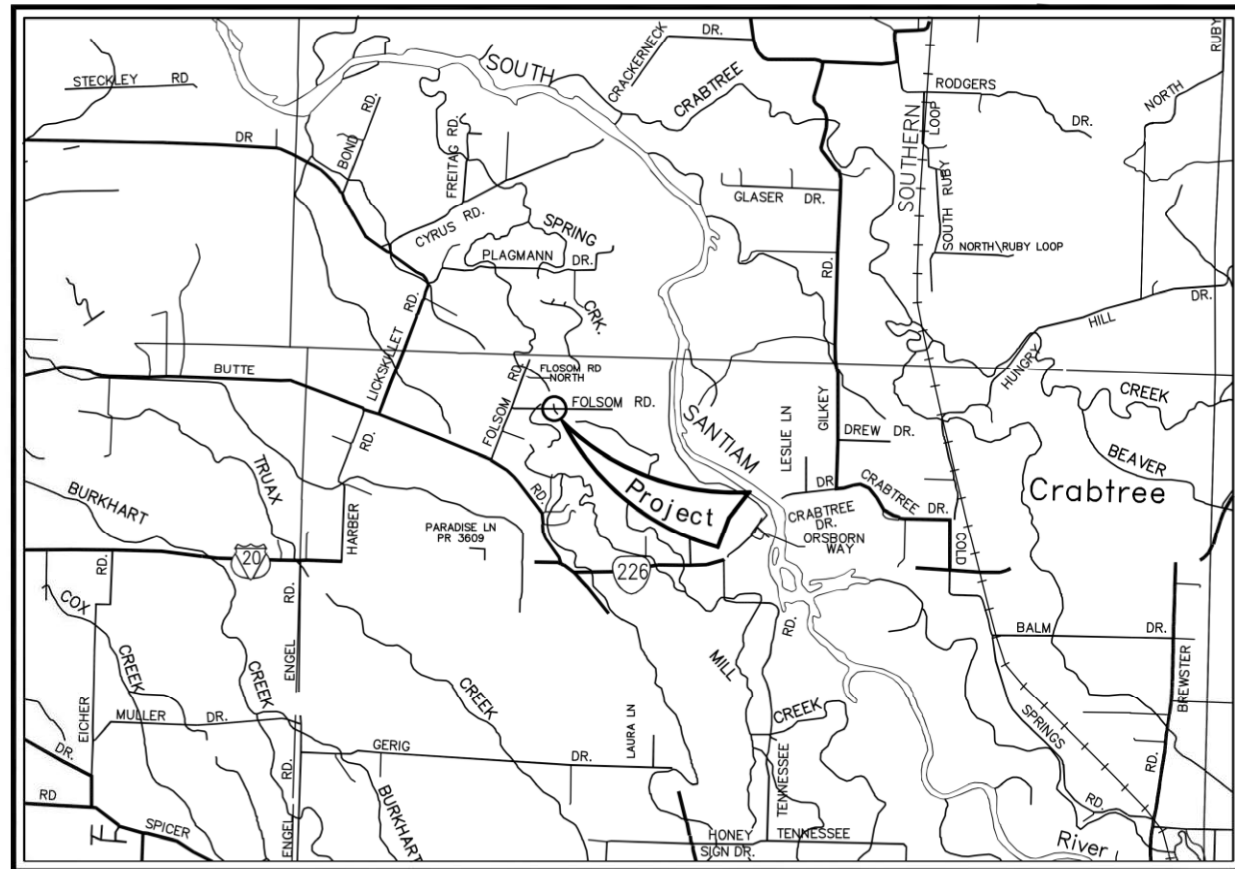 SOUTH
CRACKERNECK
DR.
CRABTREE
RUBY
STECKLEY RD
RODGERS
DR.
NORTH
LOOP
SOUTHERN
DR
BOND RD.
FREITAG RD.
GLASER DR.
SOUTH RUBY
CYRUS RD.
SPRING
CRK.
NORTH\RUBY LOOP
PLAGMANN DR.
RD.
DR.
HILL
HUNGRY
LICKSKILLET RD.
BUTTE
FLOSOM RD
NORTH
FOLSOM RD.
FOLSOM RD.
SANTIAM
GILKEY
LESLIE LN
CREEK
DREW DR.
BEAVER
RD.
TRUAX
BURKHART
RD.
Project
DR.
CRABTREE
DR.
Crabtree
CRABTREE
DR.
ORSBORN
WAY
HARBER
PARADISE LN
PR 3609
COLD
20
226
RD.
RD.
COX
CREEK
CREEK
ENGEL
CREEK
MILL
RD.
CREEK
BALM DR.
BREWSTER
RD.
EICHER
MULLER DR.
DR.
GERIG DR.
LAURA LN
SPRINGS
RD.
TENNESSEE
RD
SPICER
ENGEL RD.
BURKHART
HONEY
SIGN DR.
TENNESSEE
River